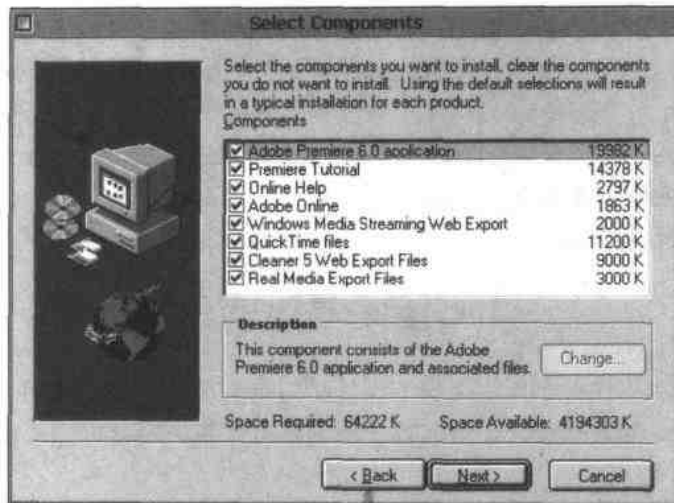 Select Components
Select the components you want to install, clear the components
you do not want to install. Using the default selections will result
in a typical installation for each product.
Components
Adobe Premiere 6.0 application 19982 K
Premiere Tutorial 14378 K
Online Help 2797 K
Adobe Online 1863 K
Windows Media Streaming Web Export 2000 K
QuickTime files 11200 K
Cleaner 5 Web Export Files 9000 K
Real Media Export Files 3000 K
Description
This component consists of the Adobe
Premiere 6.0 application and associated files.
Change...
Space Required: 64222 K Space Available: 4194303 K
< Back Next > Cancel